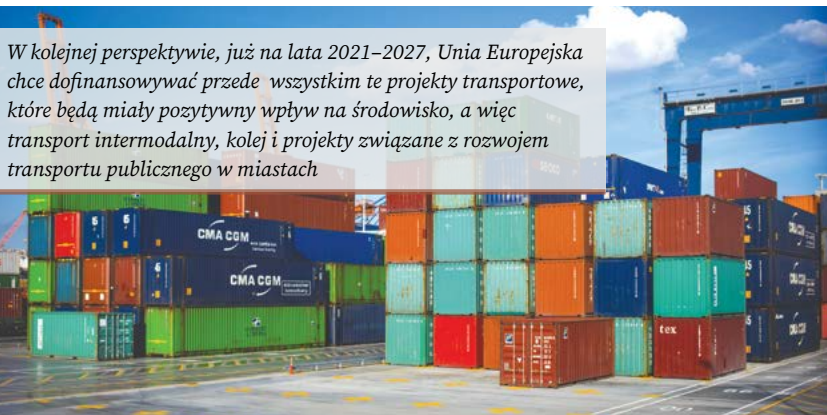 W kolejnej perspektywie, już na lata 2021–2027, Unia Europejska
chce dofinansowywać przede wszystkim te projekty transportowe,
które będą miały pozytywny wpływ na środowisko, a więc
transport intermodalny, kolej i projekty związane z rozwojem
transportu publicznego w miastach
CMA CGM
CMA CGM
tex